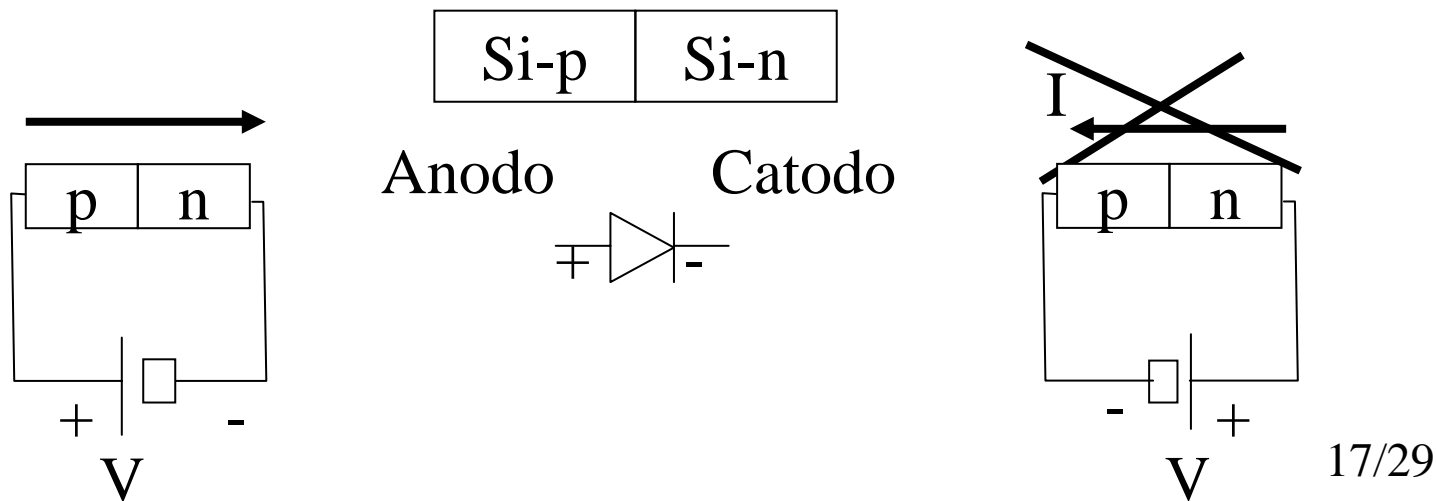 Si-p Si-n
I
Anodo Catodo
p n
p n
+ -
+ -
- +
V
V
17/29